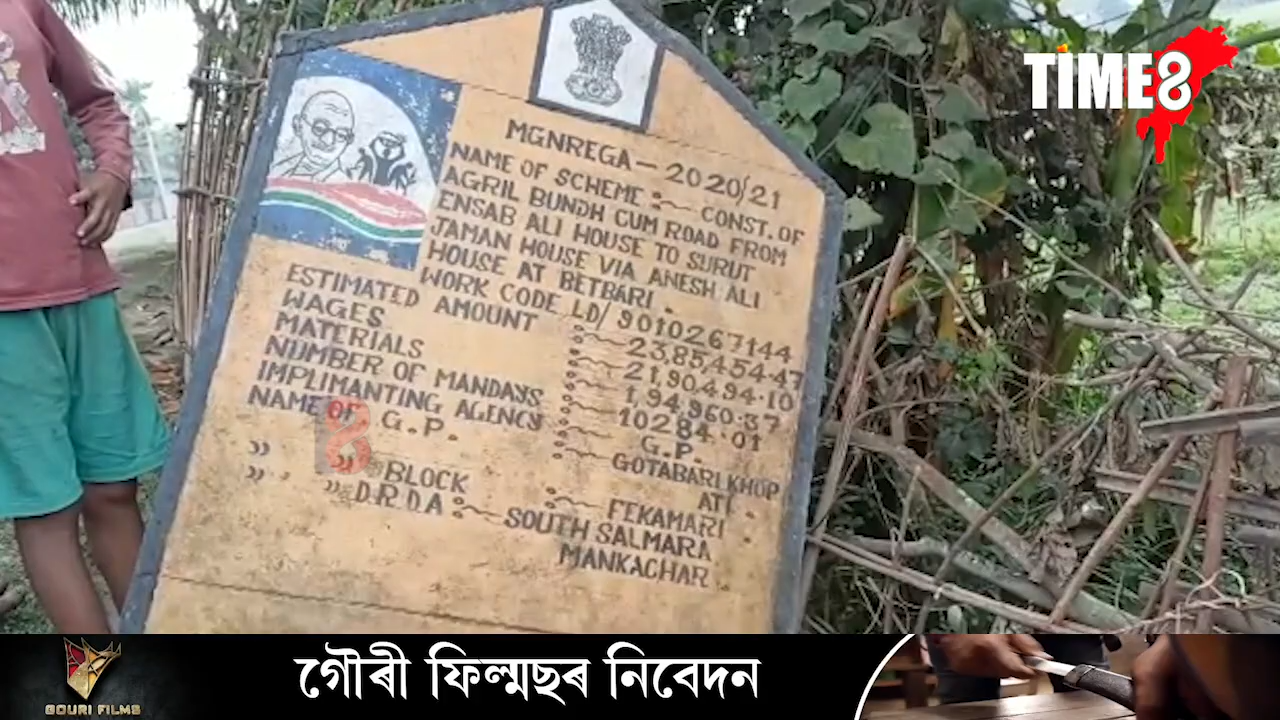 TIME8
MGNREGA – 2020/21
NAME OF SCHEME :~ CONST. OF
AGRIL BUNDH CUM ROAD FROM
ENSAB ALI HOUSE TO SURUT
JAMAN HOUSE VIA ANESH ALI
HOUSE AT BETBARI.
WORK CODE LD/ 9010267144
ESTIMATED AMOUNT :~ 23,85,454.47
WAGES :~ 21,90,494.10
MATERIALS :~ 1,94,960.37
NUMBER OF MANDAYS :~ 10284.01
IMPLIMANTING AGENCY :~ G.P.
NAME OF G.P. :~ GOTABARI KHOP
ATI.
" " BLOCK :~ FEKAMARI.
" " " D.R.D.A :~ SOUTH SALMARA
MANKACHAR
GOURI FILMS
গৌৰী ফিল্মছৰ নিবেদন